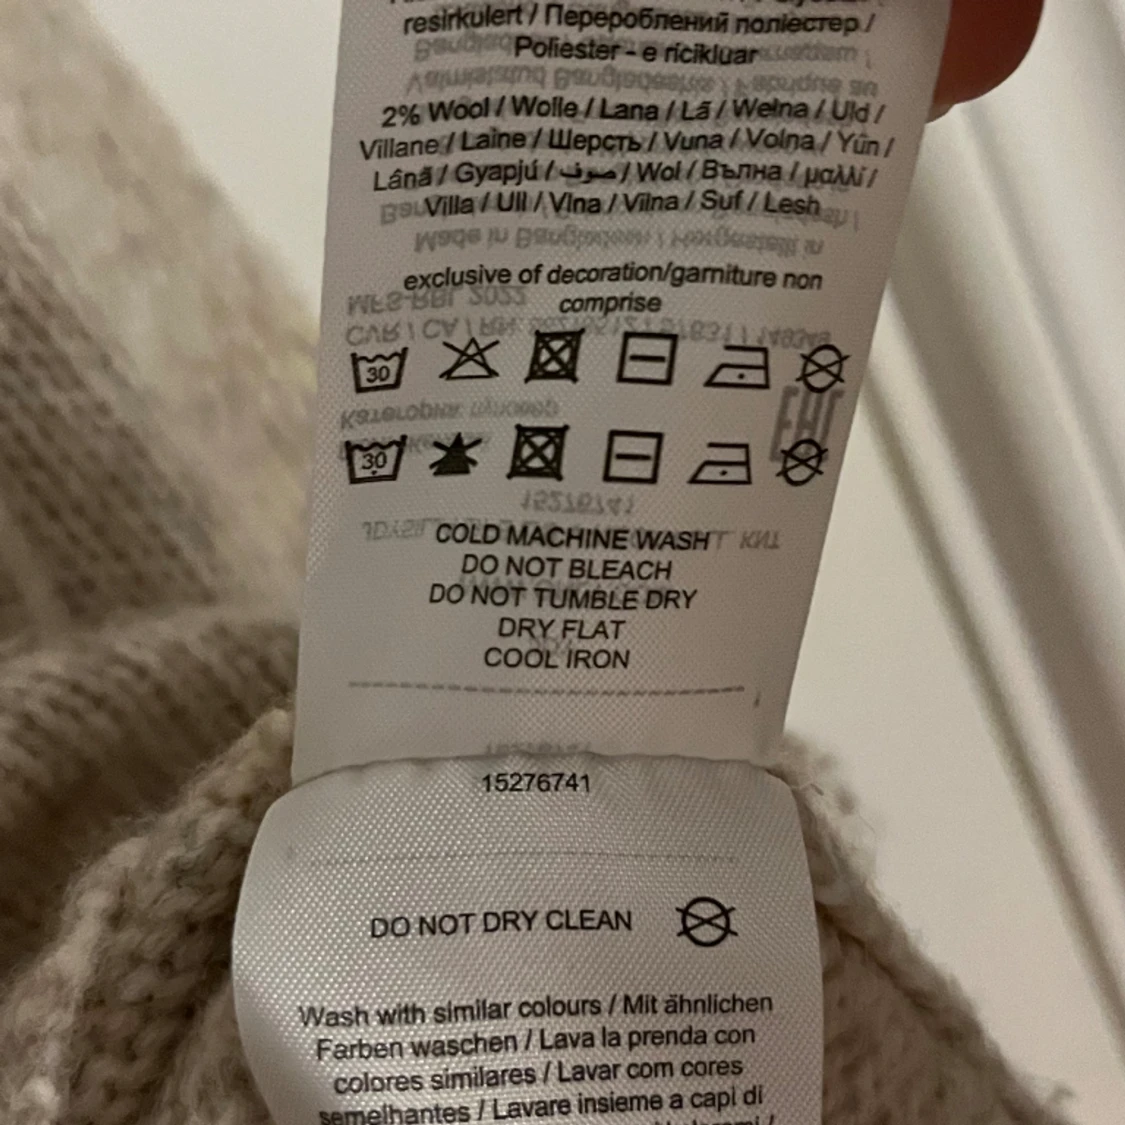 resirkulert / Перероблений поліестер /
Poliester - e ricikluar
2% Wool / Wolle / Lana / Lã / Wełna / Uld /
Villane / Laine / Шерсть / Vuna / Volna / Yün /
Lână / Gyapjú / صوف / Wol / Вълна / μαλλί /
Villa / Ull / Vlna / Vilna / Suf / Lesh
exclusive of decoration/garniture non
comprise
30
30
COLD MACHINE WASH
DO NOT BLEACH
DO NOT TUMBLE DRY
DRY FLAT
COOL IRON
15276741
DO NOT DRY CLEAN
Wash with similar colours / Mit ähnlichen
Farben waschen / Lava la prenda con
colores similares / Lavar com cores
semelhantes / Lavare insieme a capi di